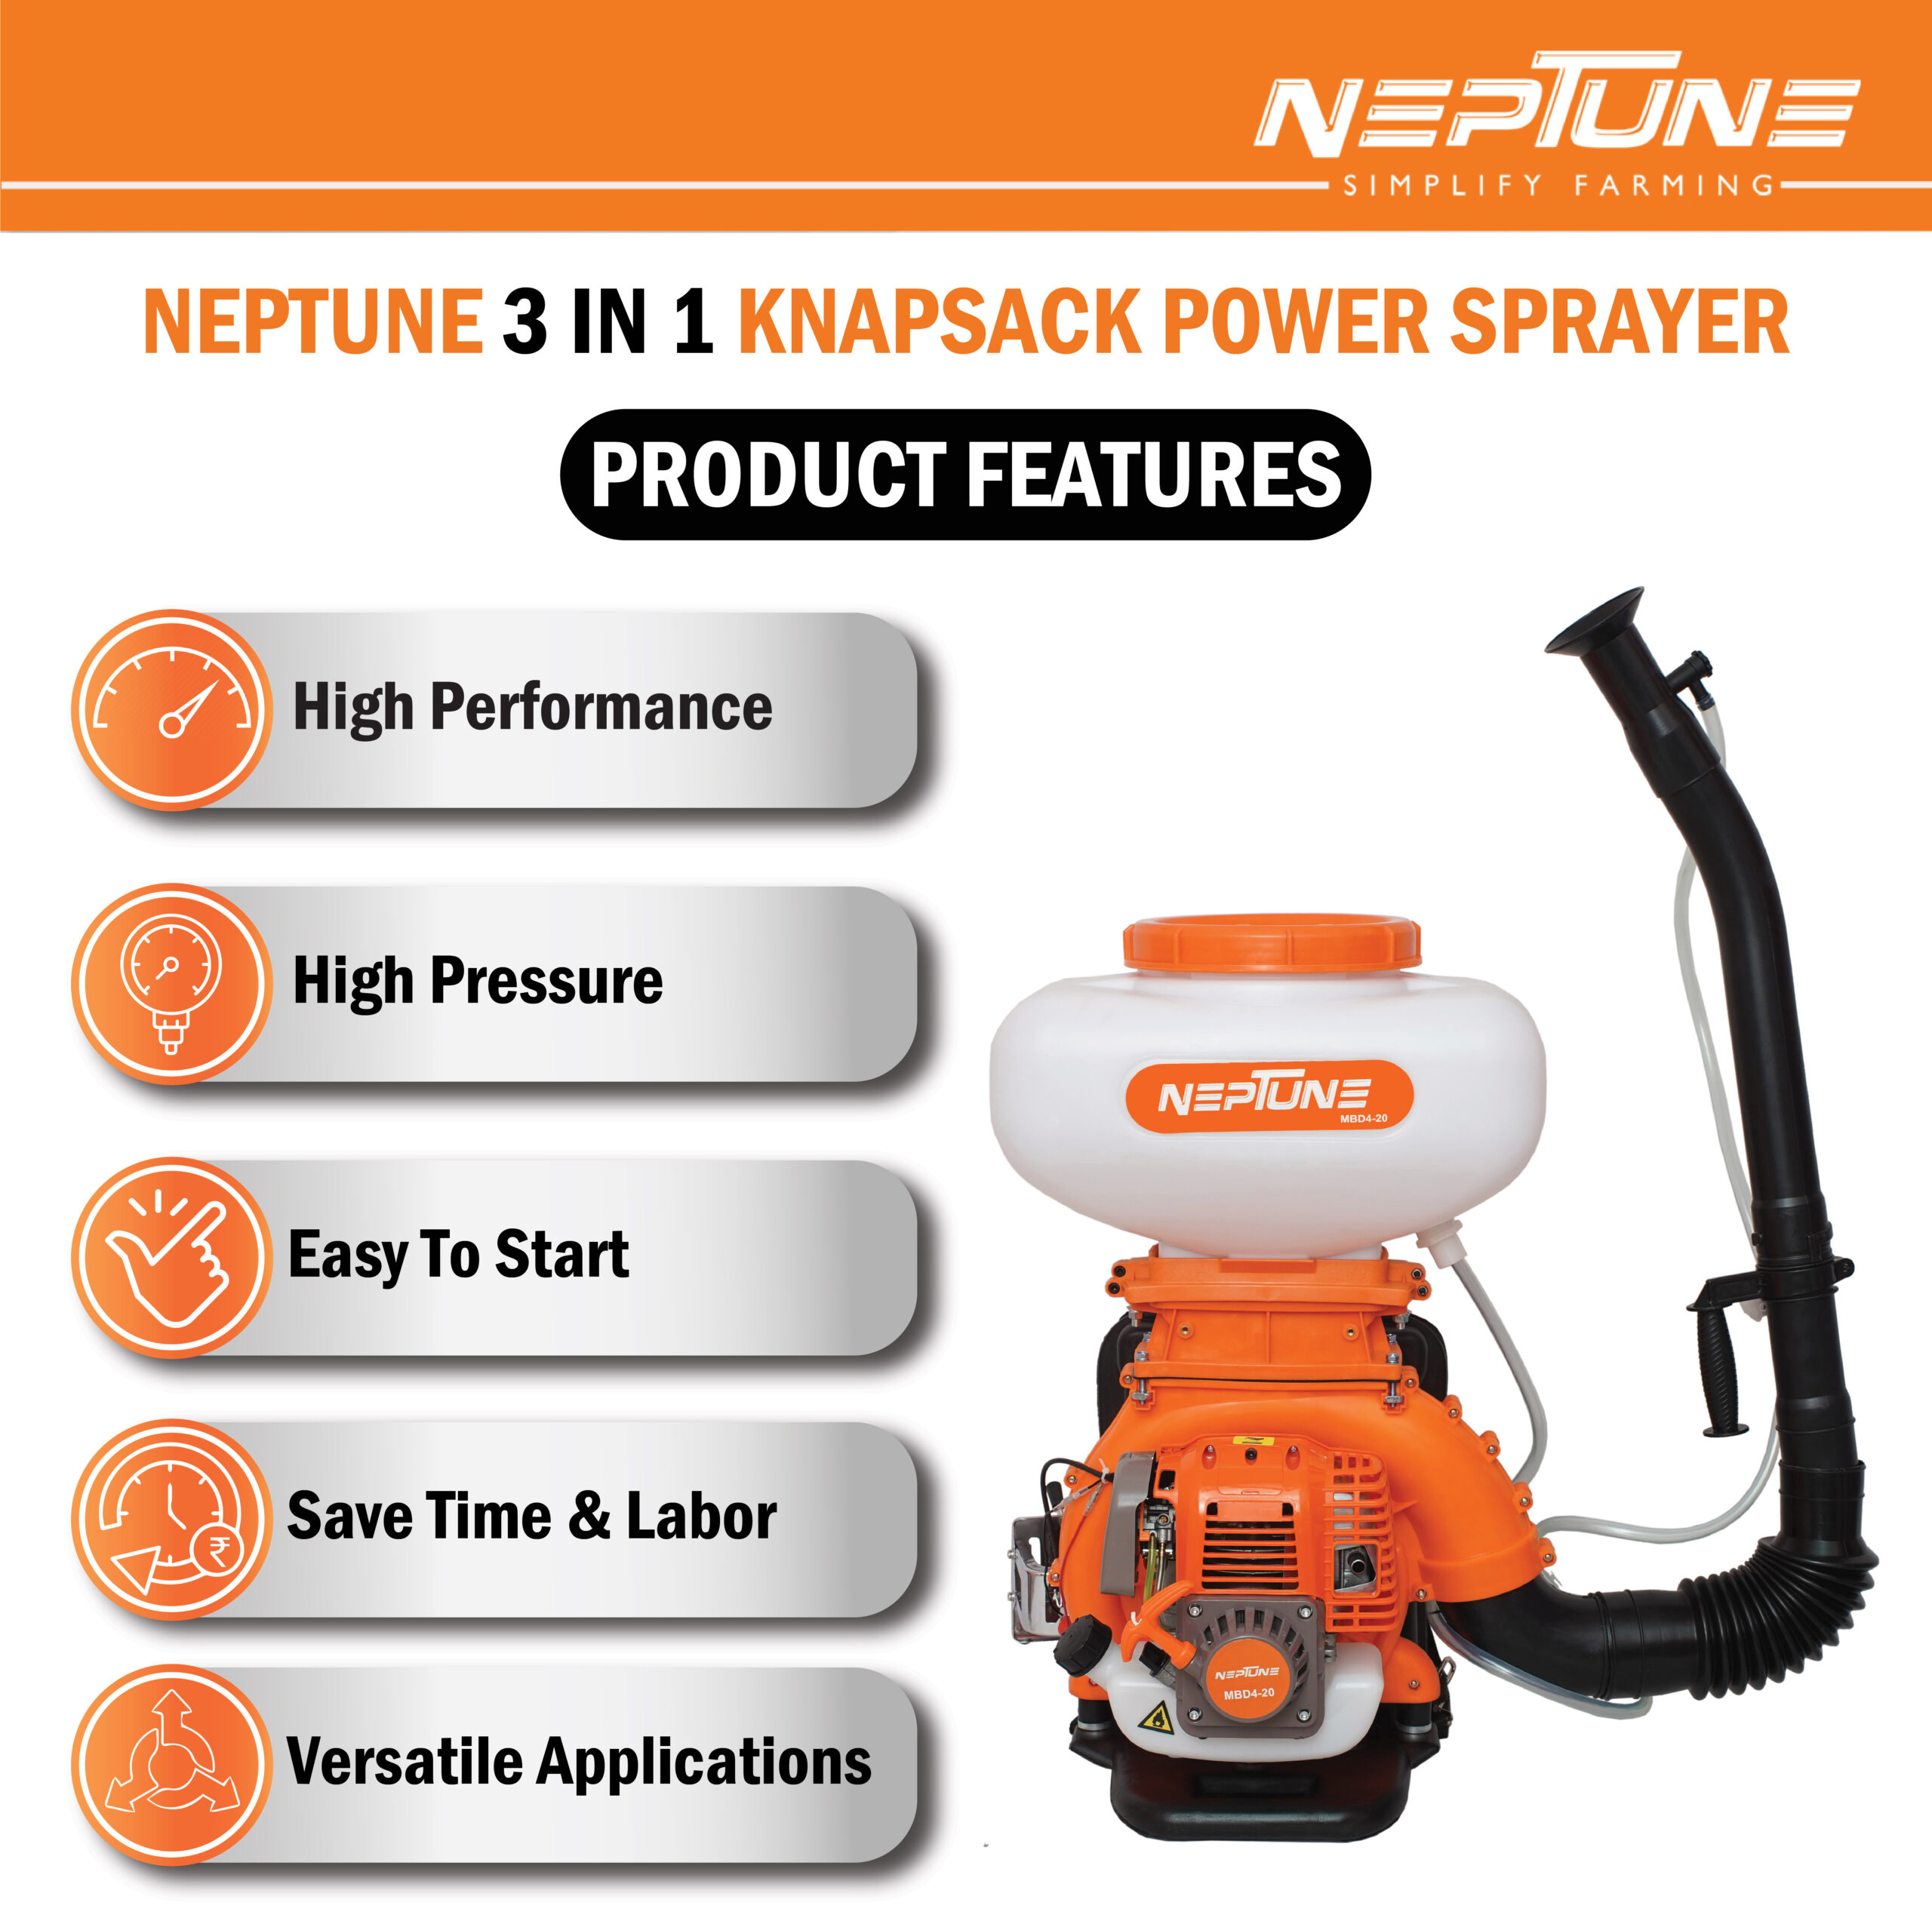 NEPTUNE
SIMPLIFY FARMING
NEPTUNE 3 IN 1 KNAPSACK POWER SPRAYER
PRODUCT FEATURES
High Performance
High Pressure
Easy To Start
Save Time & Labor
₹
Versatile Applications
NEPTUNE
MBD4-20
NEPTUNE
MBD4-20